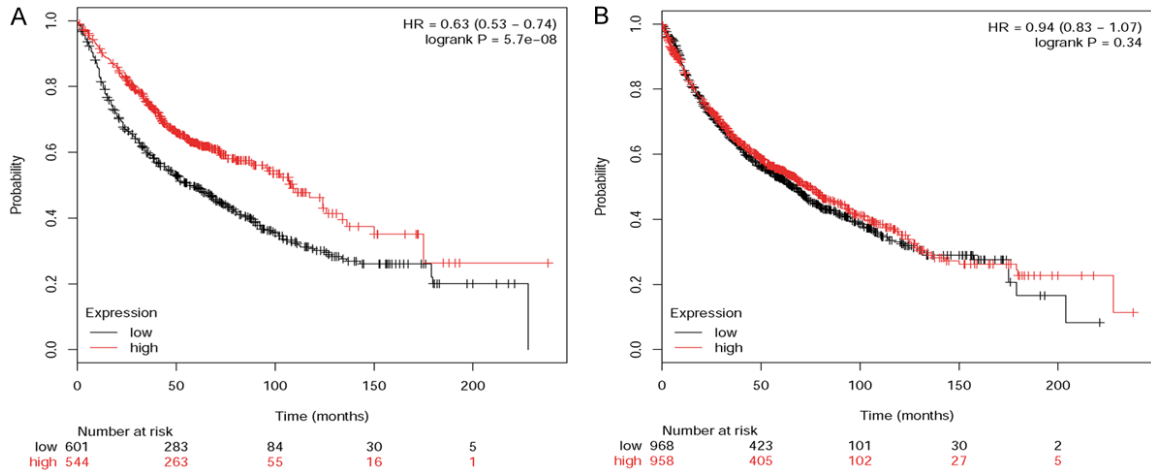 A
HR = 0.63 (0.53 − 0.74)
logrank P = 5.7e−08
Probability
1.0
0.8
0.6
0.4
0.2
0.0
Expression
low
high
0 50 100 150 200
Time (months)
Number at risk
low 601 283 84 30 5
high 544 263 55 16 1
B
HR = 0.94 (0.83 − 1.07)
logrank P = 0.34
Probability
1.0
0.8
0.6
0.4
0.2
0.0
Expression
low
high
0 50 100 150 200
Time (months)
Number at risk
low 968 423 101 30 2
high 958 405 102 27 5